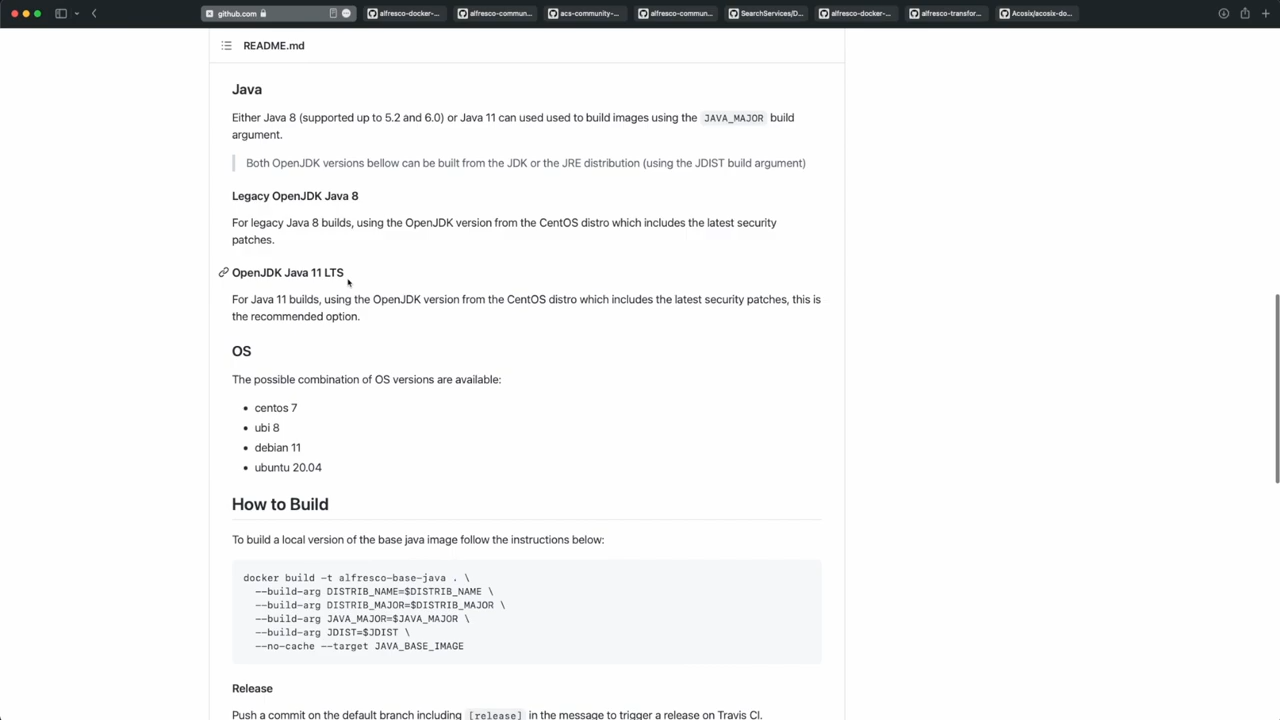 github.com
alfresco-docker-...
alfresco-commun...
acs-community-...
alfresco-commun...
SearchServices/D...
alfresco-docker-...
alfresco-transfor...
Acosix/acosix-do...
README.md
Java
Either Java 8 (supported up to 5.2 and 6.0) or Java 11 can used used to build images using the JAVA_MAJOR build
argument.
Both OpenJDK versions bellow can be built from the JDK or the JRE distribution (using the JDIST build argument)
Legacy OpenJDK Java 8
For legacy Java 8 builds, using the OpenJDK version from the CentOS distro which includes the latest security
patches.
OpenJDK Java 11 LTS
For Java 11 builds, using the OpenJDK version from the CentOS distro which includes the latest security patches, this is
the recommended option.
OS
The possible combination of OS versions are available:
• centos 7
• ubi 8
• debian 11
• ubuntu 20.04
How to Build
To build a local version of the base java image follow the instructions below:
docker build -t alfresco-base-java . \
--build-arg DISTRIB_NAME=$DISTRIB_NAME \
--build-arg DISTRIB_MAJOR=$DISTRIB_MAJOR \
--build-arg JAVA_MAJOR=$JAVA_MAJOR \
--build-arg JDIST=$JDIST \
--no-cache --target JAVA_BASE_IMAGE
Release
Push a commit on the default branch including [release] in the message to trigger a release on Travis CI.